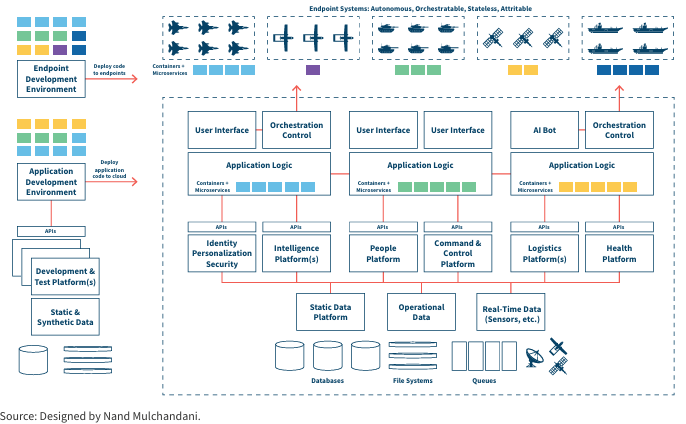 Endpoint Systems: Autonomous, Orchestratable, Stateless, Attritable
Endpoint
Development
Environment
Deploy code
to endpoints
Containers +
Microservices
Application
Development
Environment
Deploy
application
code to cloud
APIs
Development &
Test Platform(s)
Static &
Synthetic Data
User Interface
Orchestration
Control
User Interface
User Interface
AI Bot
Orchestration
Control
Application Logic
Containers +
Microservices
Application Logic
Containers +
Microservices
Application Logic
Containers +
Microservices
APIs
APIs
APIs
APIs
APIs
APIs
Identity
Personalization
Security
Intelligence
Platform(s)
People
Platform
Command &
Control
Platform
Logistics
Platform(s)
Health
Platform
Static Data
Platform
Operational
Data
Real-Time Data
(Sensors, etc.)
Databases
File Systems
Queues
Source: Designed by Nand Mulchandani.